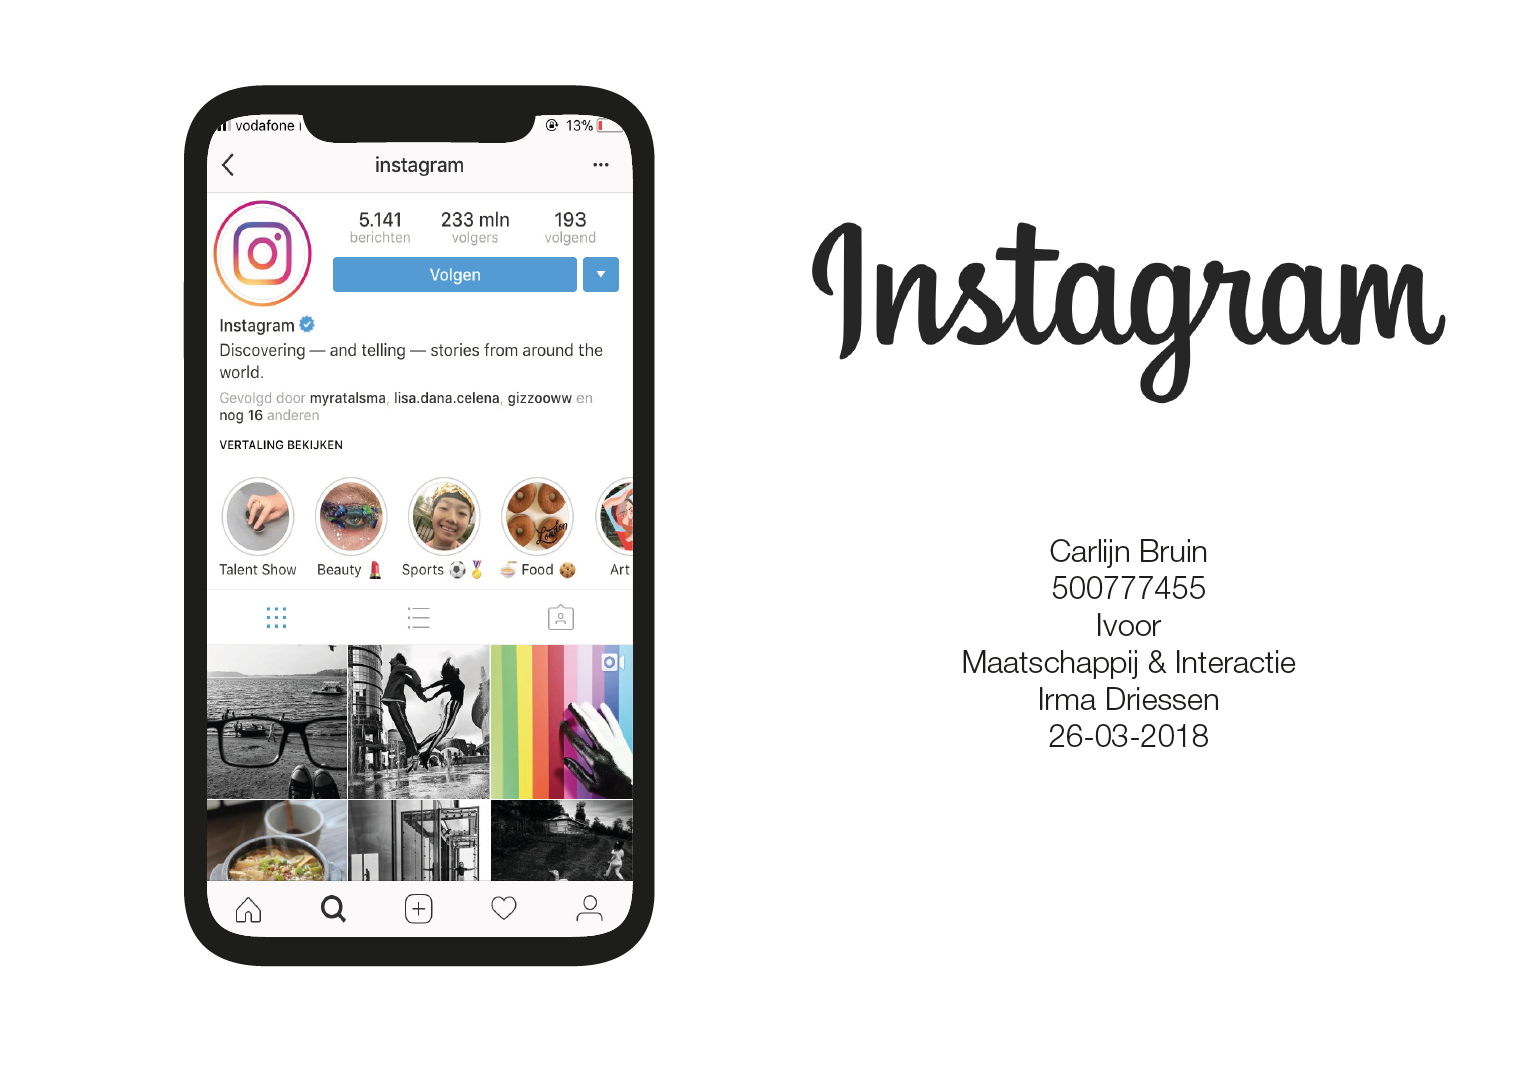 vodafone
13%
instagram
5.141 233 mln 193
berichten volgers volgend
Volgen
Instagram
Discovering — and telling — stories from around the
world.
Gevolgd door myratalsma, lisa.dana.celena, gizzooww en
nog 16 anderen
VERTALING BEKIJKEN
London
Talent Show Beauty 💄 Sports ⚽🏅 🍜 Food 🍪 Art
Instagram
Carlijn Bruin
500777455
Ivoor
Maatschappij & Interactie
Irma Driessen
26-03-2018